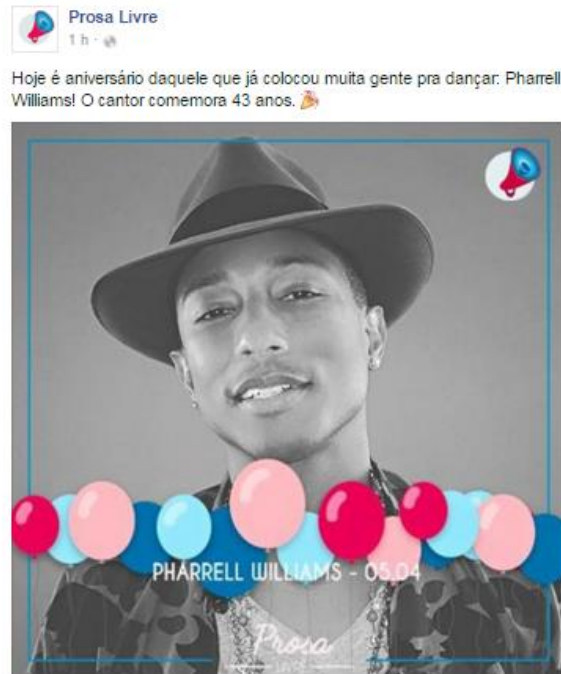 Prosa Livre
1 h
Hoje é aniversário daquele que já colocou muita gente pra dançar: Pharrell
Williams! O cantor comemora 43 anos.
PHARRELL WILLIAMS - 05.04
Prosa
LIVRE